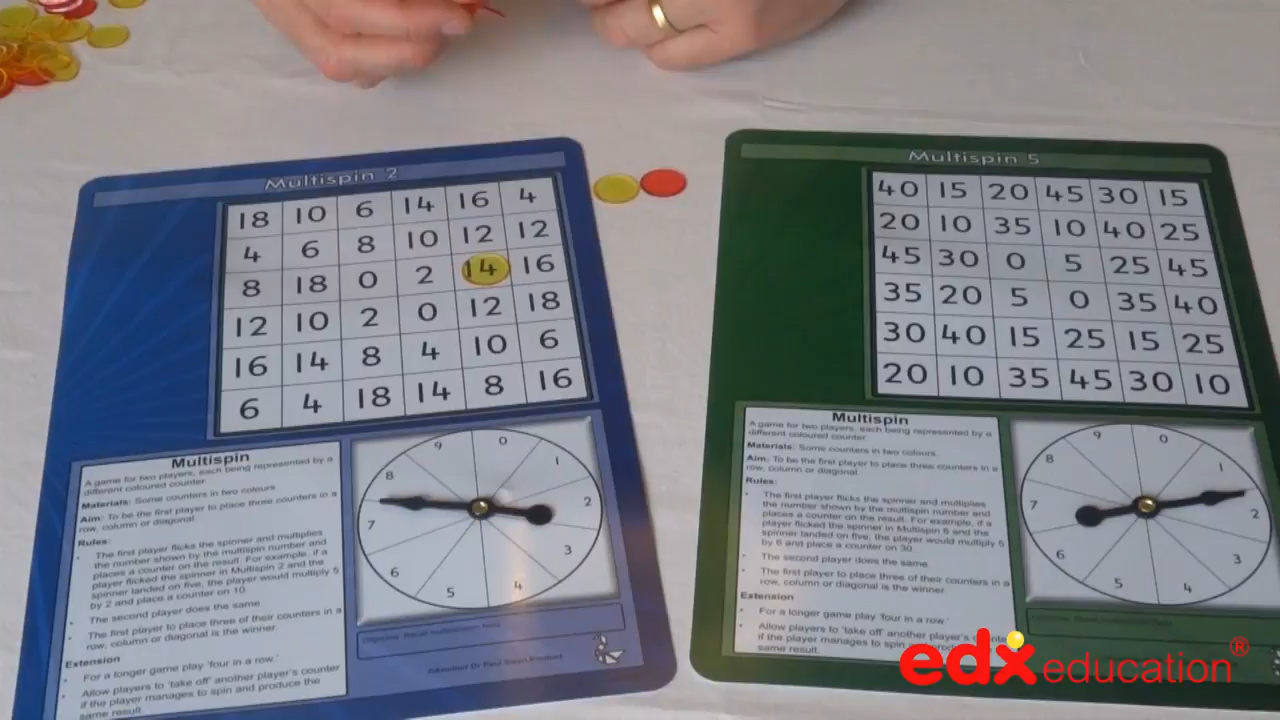 Multispin 2
18 10 6 14 16 4
4 6 8 10 12 12
8 18 0 2 14 16
12 10 2 0 12 18
16 14 8 4 10 6
6 4 18 14 8 16
Multispin
A game for two players, each being represented by a
different coloured counter.
Materials: Some counters in two colours.
Aim: To be the first player to place three counters in a
row, column or diagonal.
Rules:
• The first player flicks the spinner and multiplies
the number shown by the multispin number and
places a counter on the result. For example, if a
player flicked the spinner in Multispin 2 and the
spinner landed on five, the player would multiply 5
by 2 and place a counter on 10.
• The second player does the same.
• The first player to place three of their counters in a
row, column or diagonal is the winner.
Extension
• For a longer game play 'four in a row.'
• Allow players to 'take off' another player's counter
if the player manages to spin and produce the
same result.
0
1
2
3
4
5
6
7
8
9
Multispin 5
40 15 20 45 30 15
20 10 35 10 40 25
45 30 0 5 25 45
35 20 5 0 35 40
30 40 15 25 15 25
20 10 35 45 30 10
Multispin
A game for two players, each being represented by a
different coloured counter.
Materials: Some counters in two colours.
Aim: To be the first player to place three counters in a
row, column or diagonal.
Rules:
• The first player flicks the spinner and multiplies
the number shown by the multispin number and
places a counter on the result. For example, if a
player flicked the spinner in Multispin 6 and the
spinner landed on five, the player would multiply 5
by 6 and place a counter on 30.
• The second player does the same.
• The first player to place three of their counters in a
row, column or diagonal is the winner.
Extension
• For a longer game play 'four in a row.'
• Allow players to 'take off' another player's counte
if the player manages to spin
same result.
0
1
2
3
4
5
6
7
8
9
edx education®